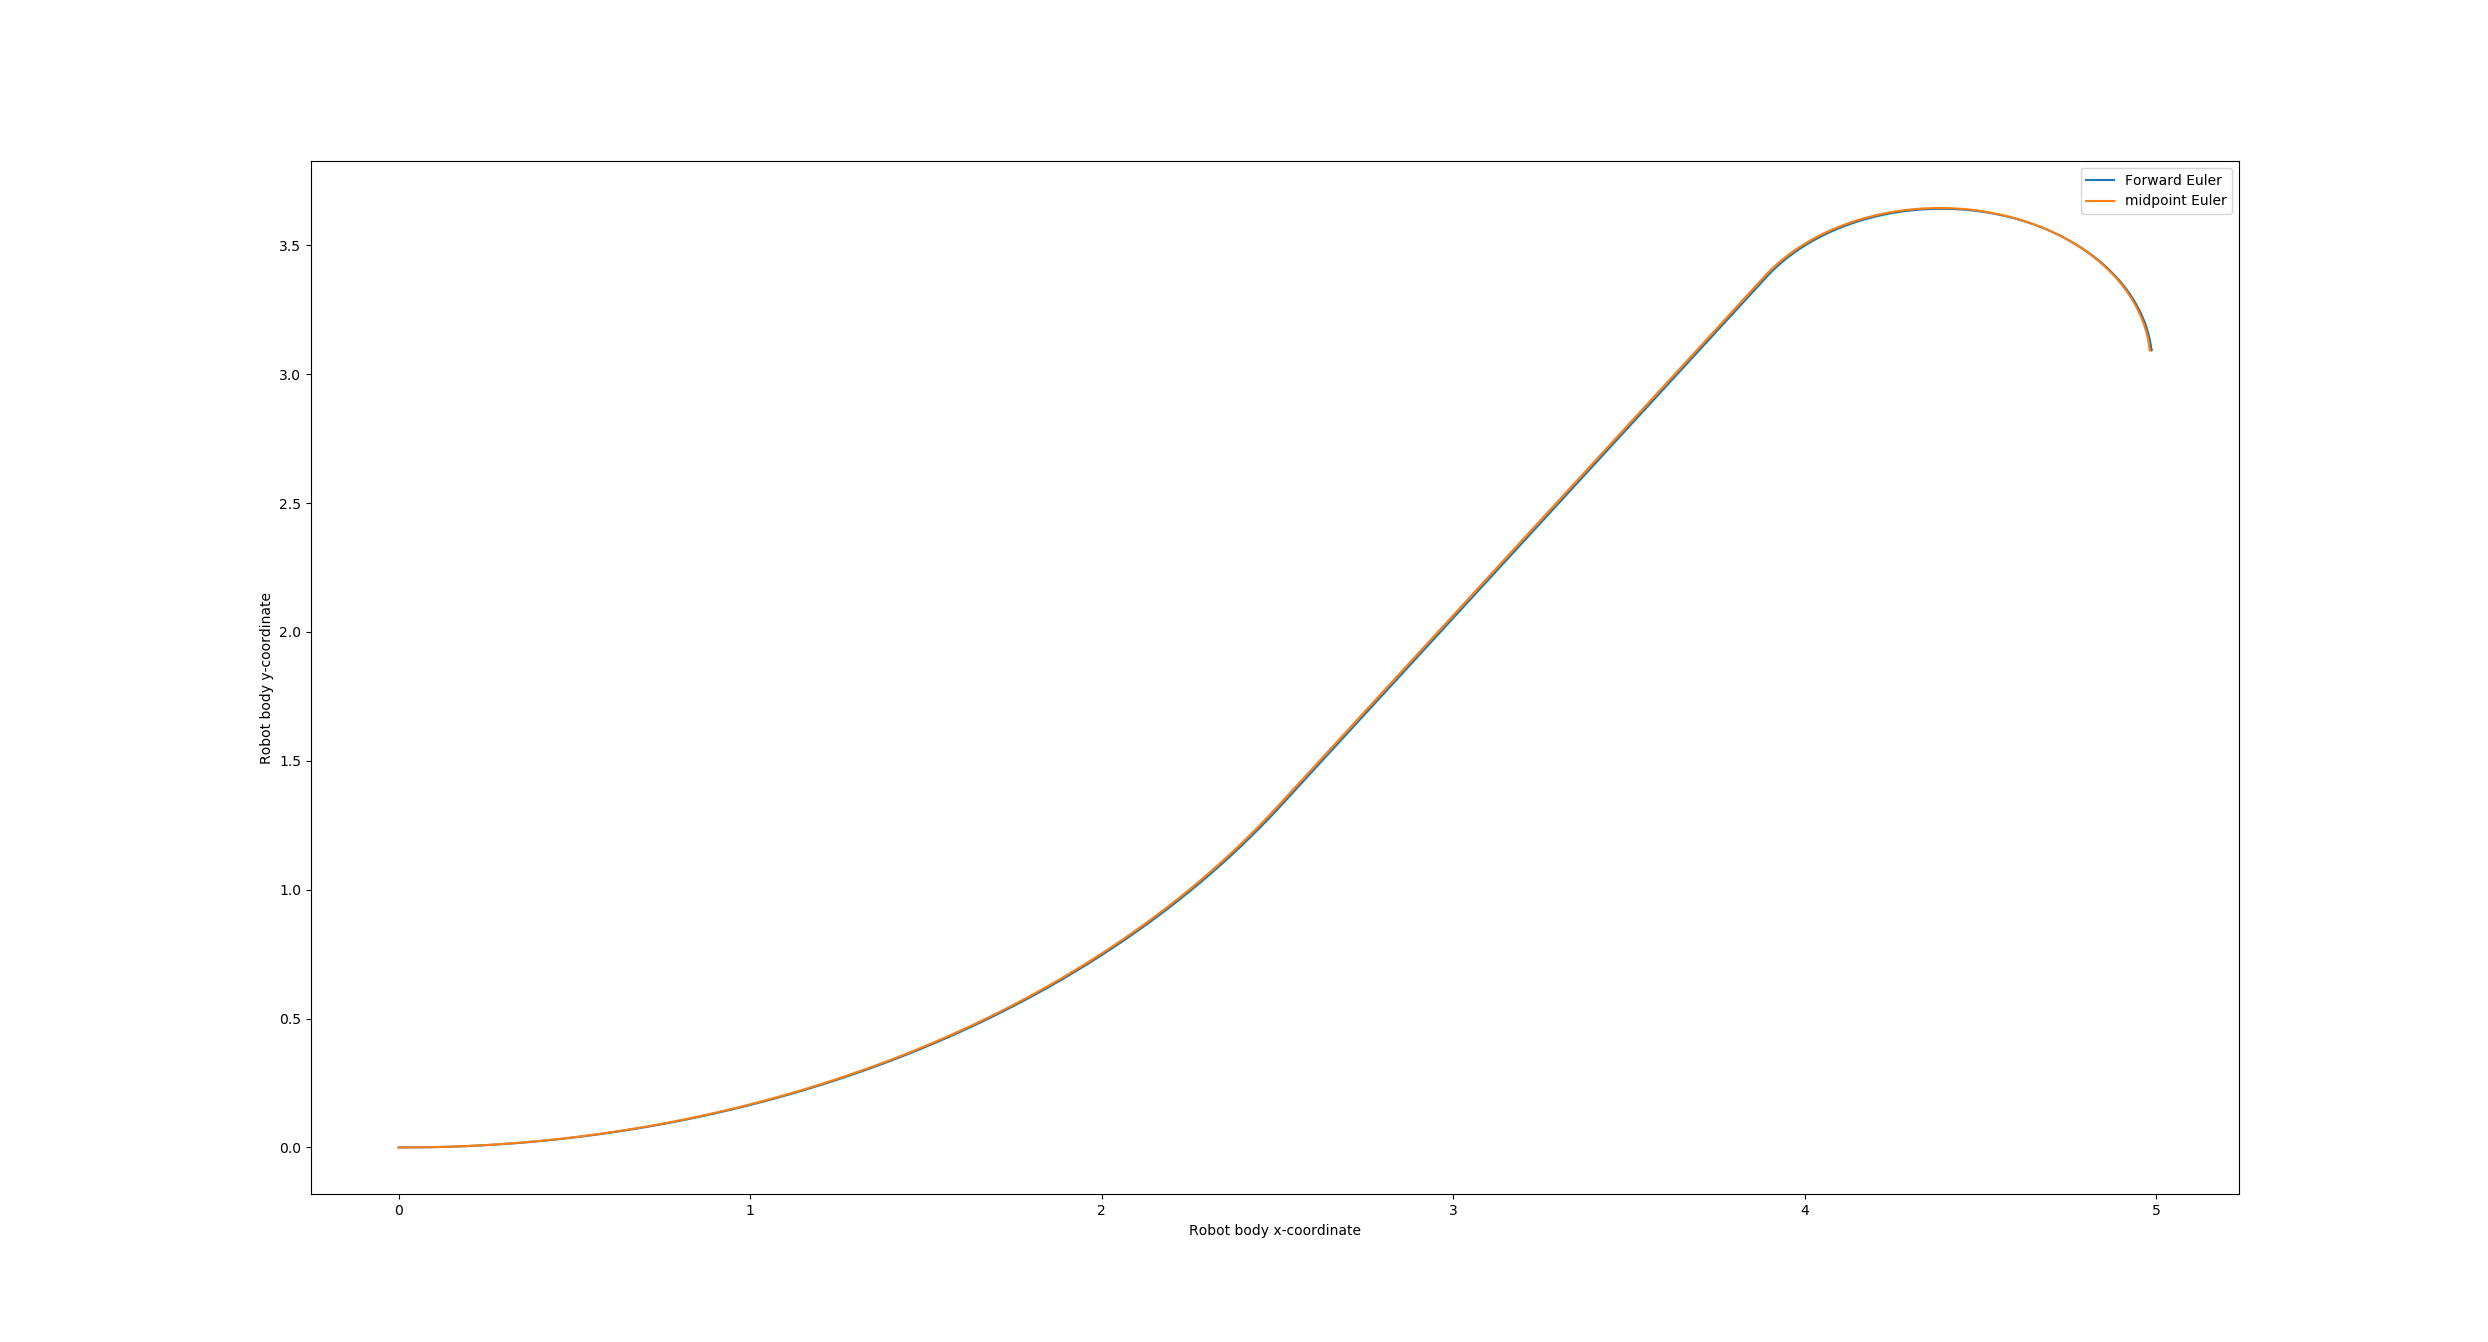 Forward Euler
midpoint Euler
3.5
3.0
2.5
2.0
1.5
1.0
0.5
0.0
Robot body y-coordinate
0 1 2 3 4 5
Robot body x-coordinate